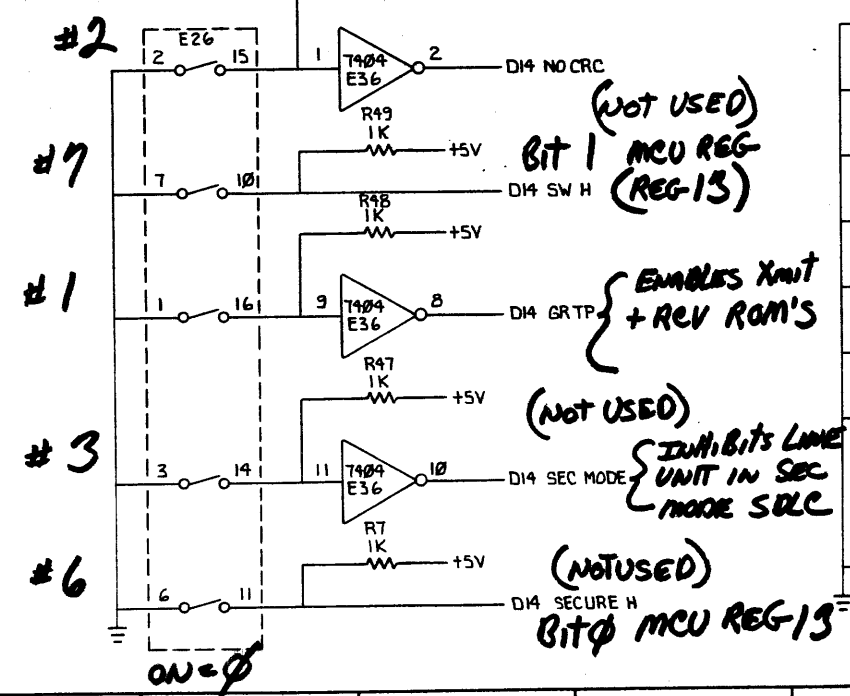 #2
E26
2 15 1 7404 E36 2 D14 NO CRC
(NOT USED)
R49
1K
+5V
#7
Bit 1 MCU REG
(REG 13)
7 10 D14 SW H
R48
1K
+5V
#1
1 16 9 7404 E36 8 D14 GRTP
ENABLES Xmit
+ RCV ROM'S
R47
1K
+5V
(NOT USED)
#3
3 14 11 7404 E36 10 D14 SEC MODE
INHIBITS LINE
UNIT IN SEC
MODE SDLC
R7
1K
+5V
(NOT USED)
#6
6 11 D14 SECURE H
BitØ MCU REG-13
ON = Ø